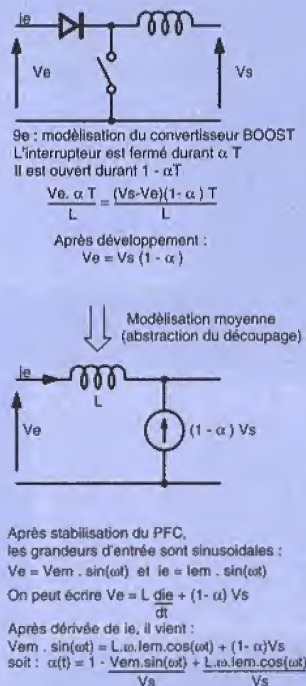 ie
Ve
Vs
9e : modèlisation du convertisseur BOOST
L'interrupteur est fermé durant α T
Il est ouvert durant 1 - αT
Ve. α T = (Vs-Ve)(1- α ) T
L L
Après développement :
Ve = Vs (1 - α )
Modèlisation moyenne
(abstraction du découpage)
ie
L
Ve
(1 - α ) Vs
Après stabilisation du PFC,
les grandeurs d'entrée sont sinusoidales :
Ve = Vem . sin(ωt) et ie = Iem . sin(ωt)
On peut écrire Ve = L die + (1- α) Vs
dt
Après dérivée de ie, il vient :
Vem . sin(ωt) = L.ω.Iem.cos(ωt) + (1- α)Vs
soit : α(t) = 1 - Vem.sin(ωt) + L.ω.Iem.cos(ωt)
Vs Vs